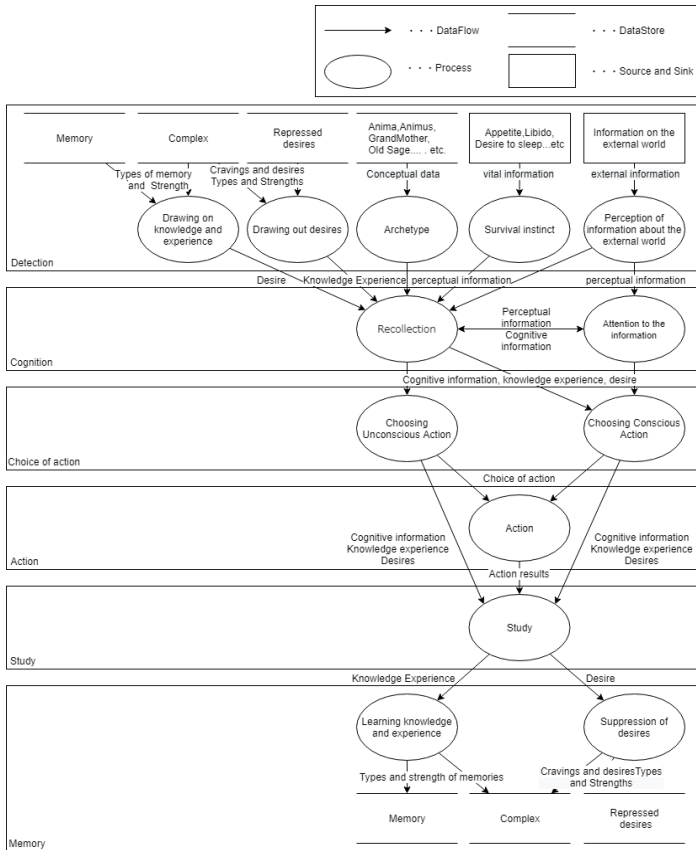 · · · DataFlow
· · · DataStore
· · · Process
· · · Source and Sink
Memory
Complex
Repressed
desires
Anima,Animus,
GrandMother,
Old Sage.... . etc.
Appetite,Libido,
Desire to sleep...etc
Information on the
external world
Types of memory
and Strength
Cravings and desires
Types and Strengths
Conceptual data
vital information
external information
Drawing on
knowledge and
experience
Drawing out desires
Archetype
Survival instinct
Perception of
information about the
external world
Detection
Desire
Knowledge Experience
perceptual information
perceptual information
Recollection
Perceptual
information
Cognitive
information
Attention to the
information
Cognition
Cognitive information, knowledge experience, desire
Choosing
Unconscious Action
Choosing Conscious
Action
Choice of action
Choice of action
Action
Cognitive information
Knowledge experience
Desires
Cognitive information
Knowledge experience
Desires
Action
Action results
Study
Study
Knowledge Experience
Desire
Learning knowledge
and experience
Suppression of
desires
Types and strength of memories
Cravings and desiresTypes
and Strengths
Memory
Complex
Repressed
desires
Memory